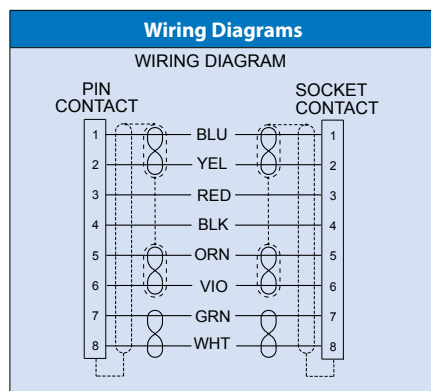 Wiring Diagrams
WIRING DIAGRAM
PIN CONTACT
SOCKET CONTACT
1 BLU 1
2 YEL 2
3 RED 3
4 BLK 4
5 ORN 5
6 VIO 6
7 GRN 7
8 WHT 8